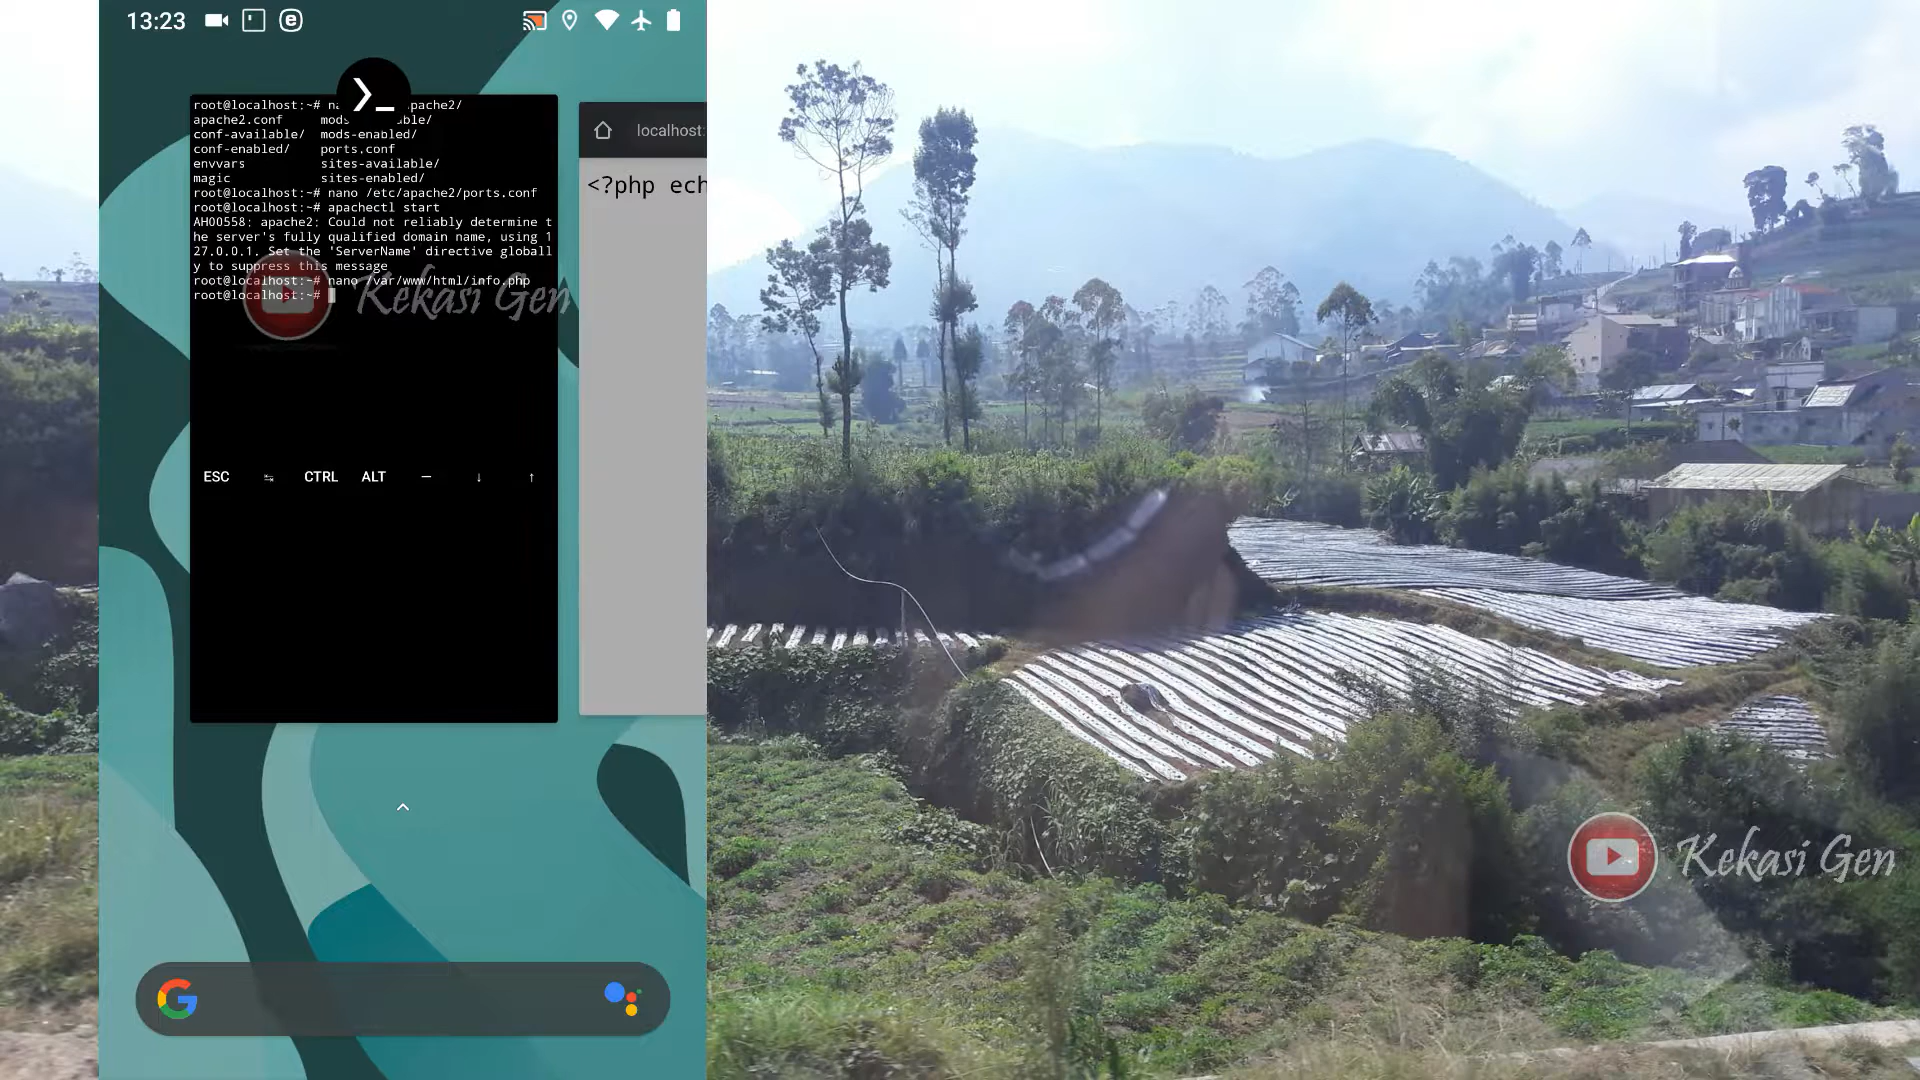 13:23
root@localhost:~# na pache2/
apache2.conf mods able/
conf-available/ mods-enabled/
conf-enabled/ ports.conf
envvars sites-available/
magic sites-enabled/
root@localhost:~# nano /etc/apache2/ports.conf
root@localhost:~# apachectl start
AH00558: apache2: Could not reliably determine t
he server's fully qualified domain name, using 1
27.0.0.1. Set the 'ServerName' directive globall
y to suppress this message
root@localhost:~# nano /var/www/html/info.php
root@localhost:~#
Kekasi Gen
ESC CTRL ALT — ↓ ↑
localhost:
<?php ech
Kekasi Gen